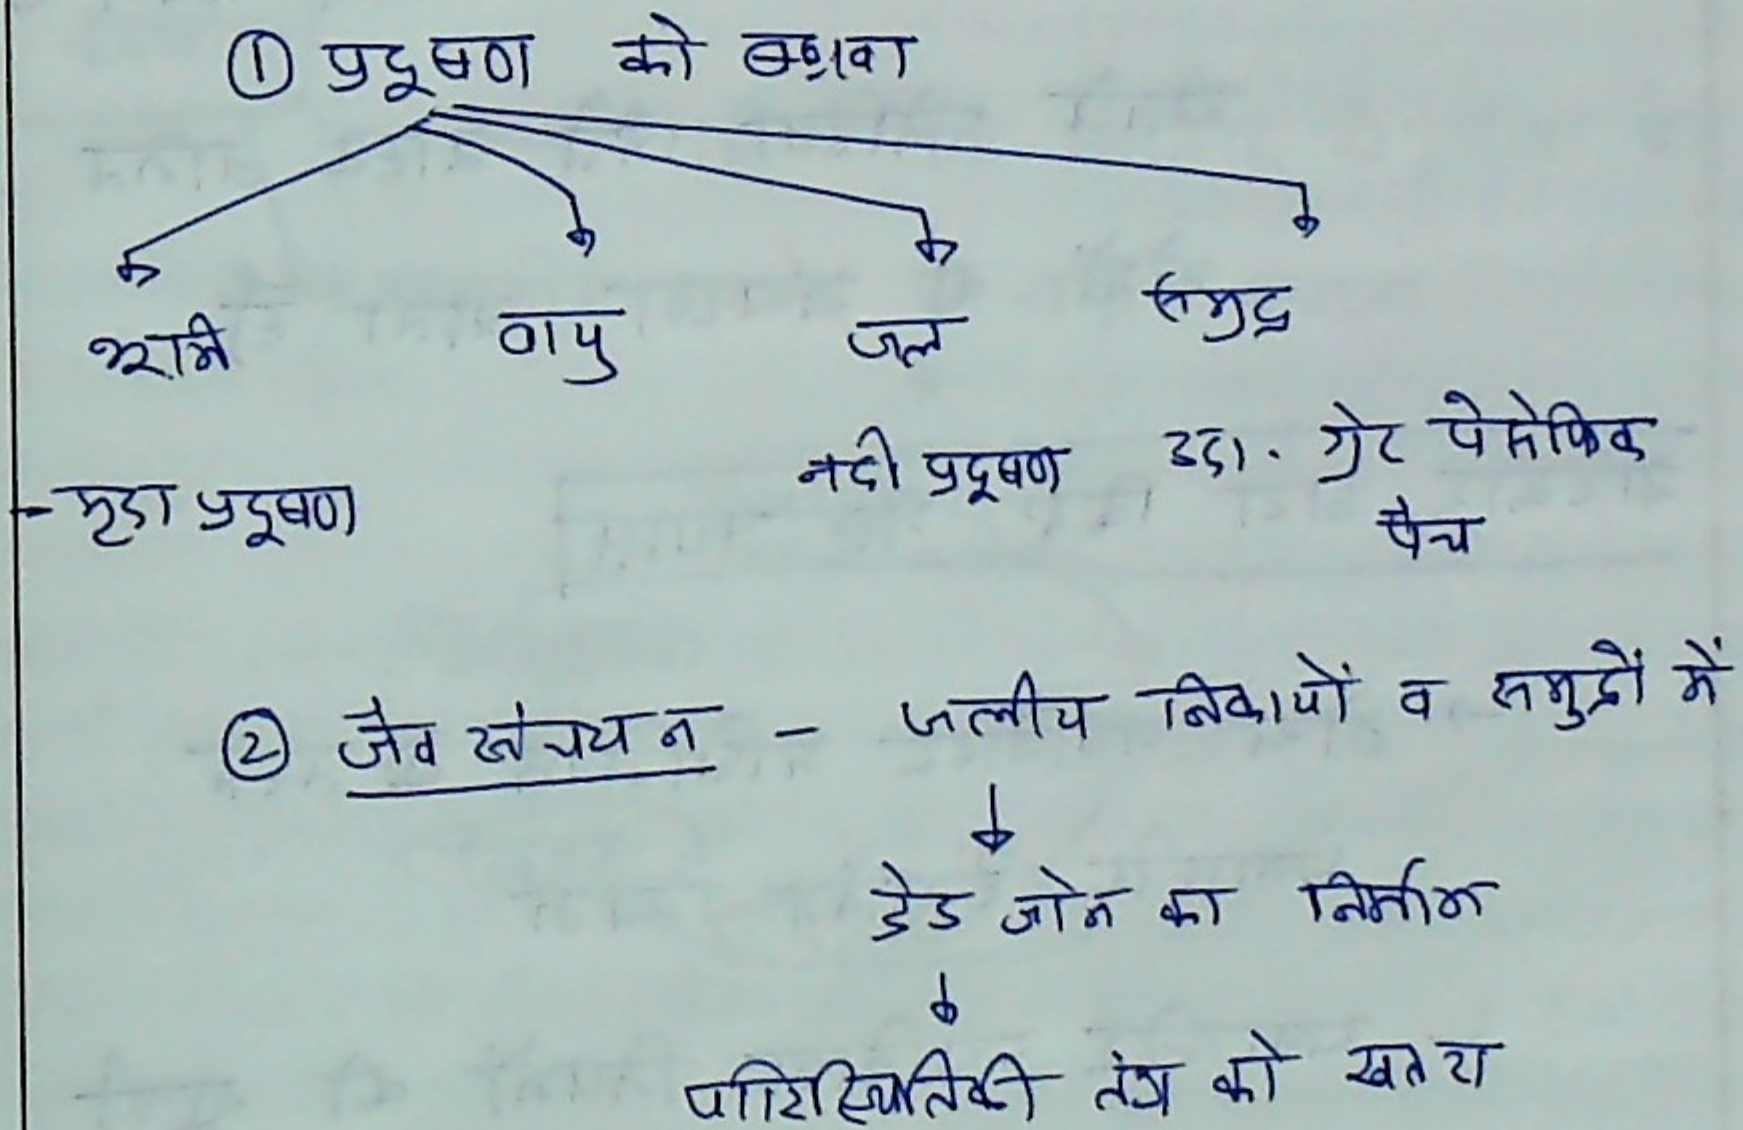 ① प्रदूषण को बढ़ावा
भूमि वायु जल समुद्र
नदी प्रदूषण उदा. ग्रेट पेसेफिक
- मृदा प्रदूषण पैच
② जैव संचयन - जलीय निकायों व समुद्रों में
↓
डेड जोन का निर्माण
↓
पारिस्थितिकी तंत्र को खतरा